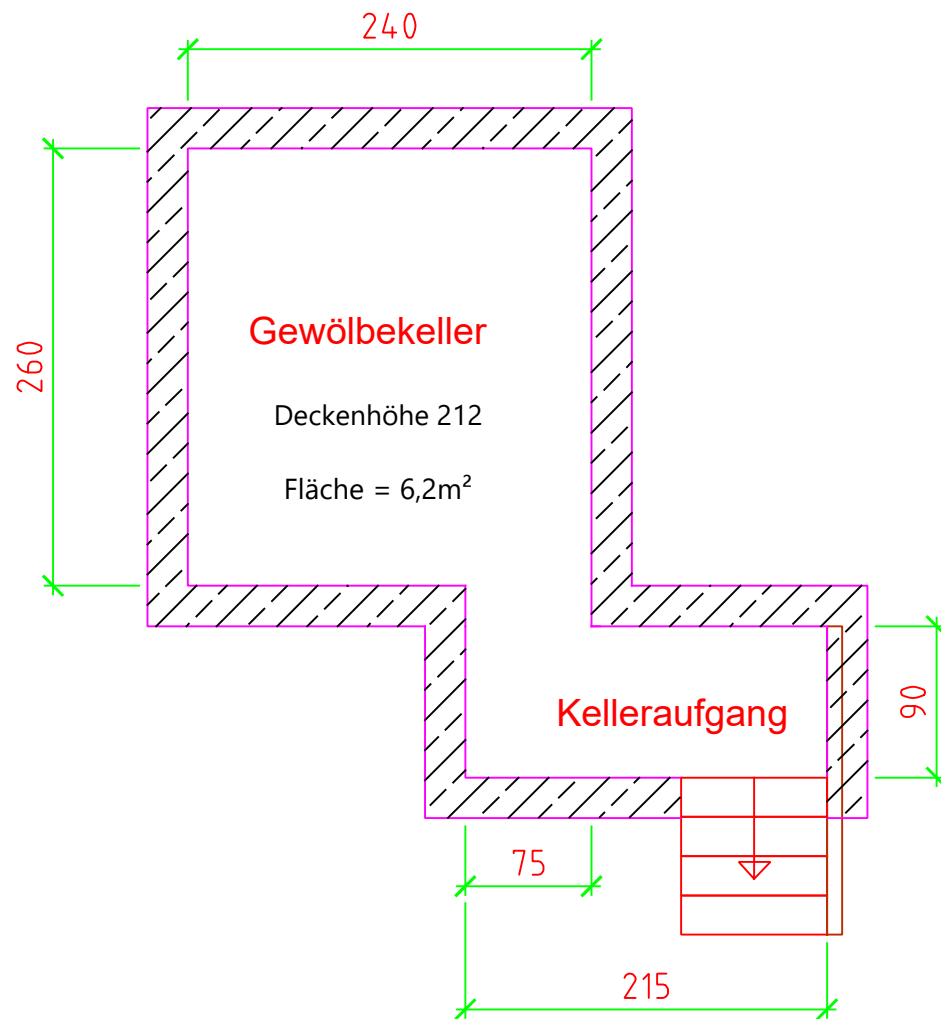 240
260
Gewölbekeller
Deckenhöhe 212
Fläche = 6,2m²
90
Kelleraufgang
75
215